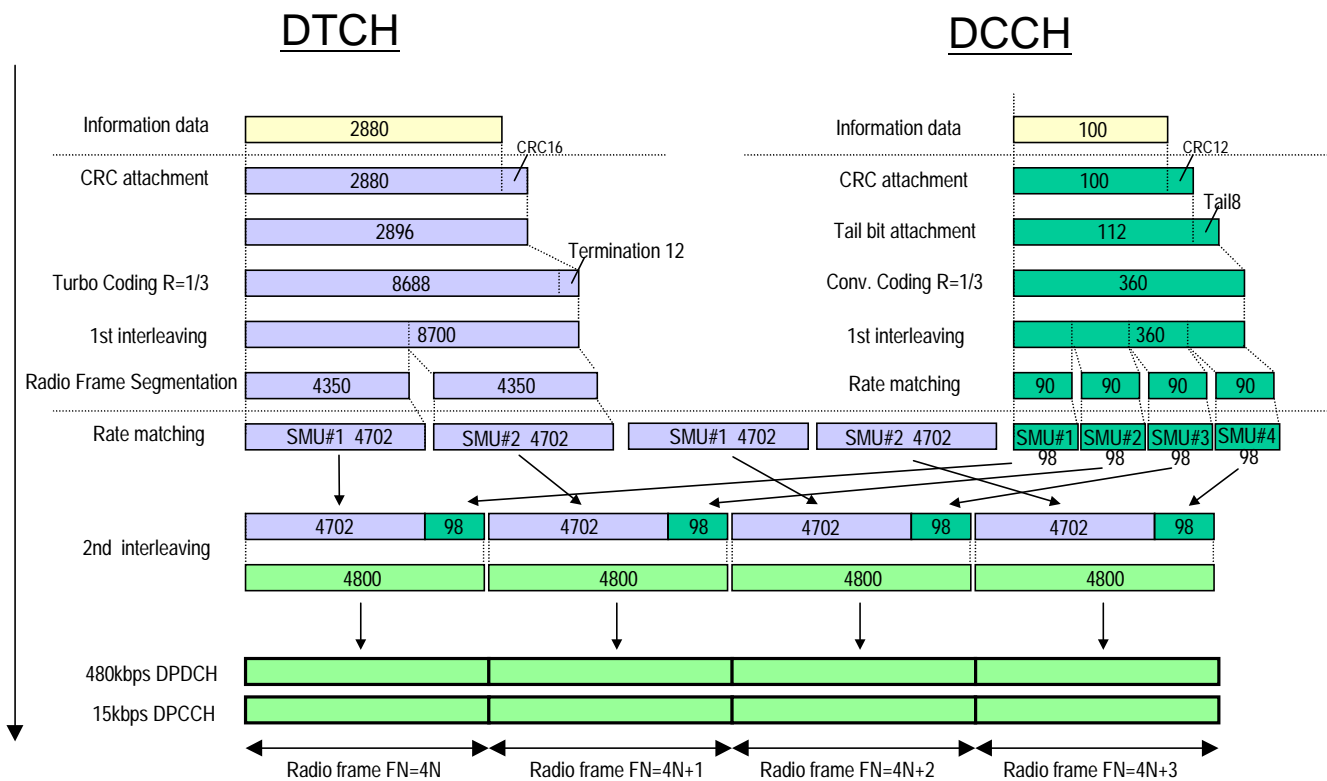 DTCH
DCCH
Information data
2880
Information data
100
CRC16
CRC12
CRC attachment
2880
CRC attachment
100
Tail8
2896
Tail bit attachment
112
Termination 12
Turbo Coding R=1/3
8688
Conv. Coding R=1/3
360
1st interleaving
8700
1st interleaving
360
Radio Frame Segmentation
4350
4350
Rate matching
90
90
90
90
Rate matching
SMU#1 4702
SMU#2 4702
SMU#1 4702
SMU#2 4702
SMU#1
98
SMU#2
98
SMU#3
98
SMU#4
98
2nd interleaving
4702
98
4702
98
4702
98
4702
98
4800
4800
4800
4800
480kbps DPDCH
15kbps DPCCH
Radio frame FN=4N
Radio frame FN=4N+1
Radio frame FN=4N+2
Radio frame FN=4N+3